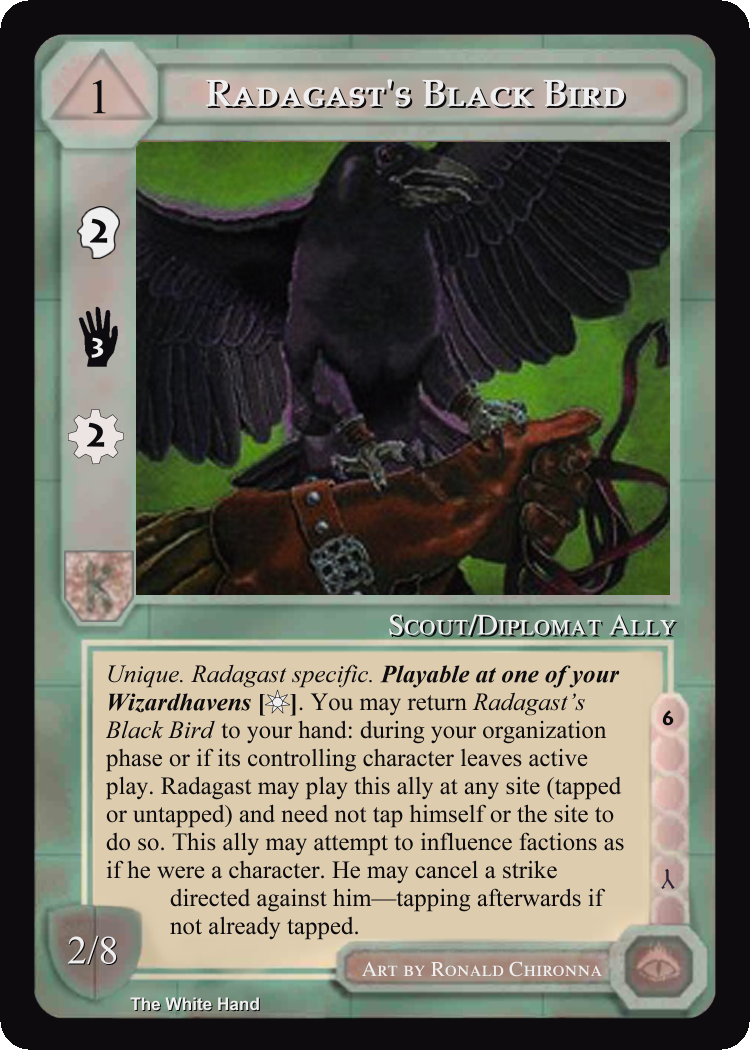 1
Radagast's Black Bird
2
3
2
K
Scout/Diplomat Ally
Unique. Radagast specific. Playable at one of your
Wizardhavens [ ]. You may return Radagast's
Black Bird to your hand: during your organization
phase or if its controlling character leaves active
play. Radagast may play this ally at any site (tapped
or untapped) and need not tap himself or the site to
do so. This ally may attempt to influence factions as
if he were a character. He may cancel a strike
directed against him—tapping afterwards if
not already tapped.
6
2/8
Art by Ronald Chironna
The White Hand